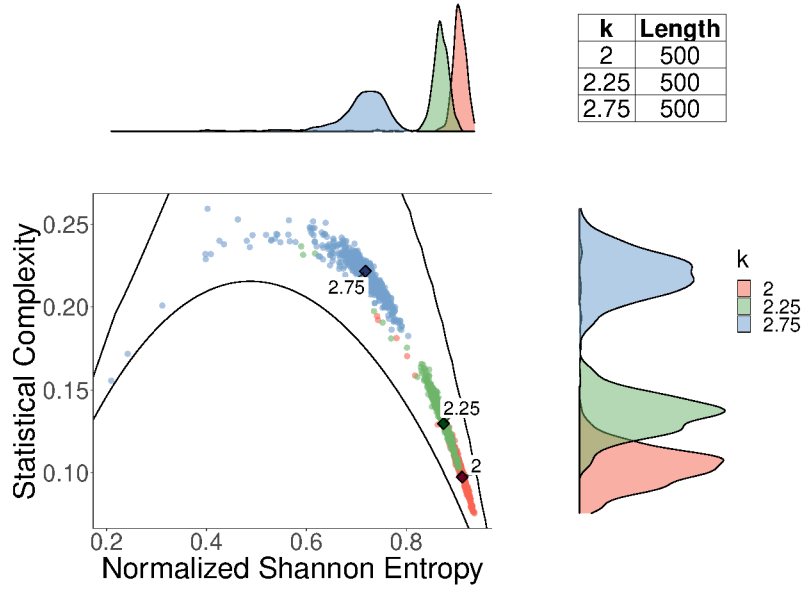 k Length
2 500
2.25 500
2.75 500
Statistical Complexity
0.25
0.20
0.15
0.10
2.75
2.25
2
0.2 0.4 0.6 0.8
Normalized Shannon Entropy
k
2
2.25
2.75